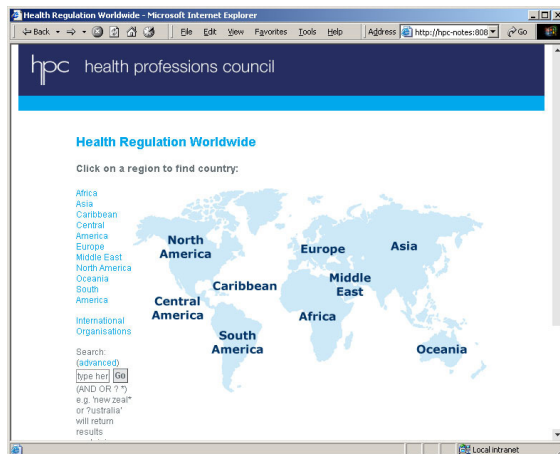 Health Regulation Worldwide - Microsoft Internet Explorer
Back
File Edit View Favorites Tools Help
Address http://hpc-notes:808 Go
hpc health professions council
Health Regulation Worldwide
Click on a region to find country:
Africa
Asia
Caribbean
Central
America
Europe
Middle East
North America
Oceania
South
America
International
Organisations
Search:
(advanced)
type her Go
(AND OR ? *)
e.g. 'new zeal*
or ?ustralia'
will return
results
North
America
Europe
Asia
Caribbean
Middle
East
Central
America
Africa
South
America
Oceania
Local intranet